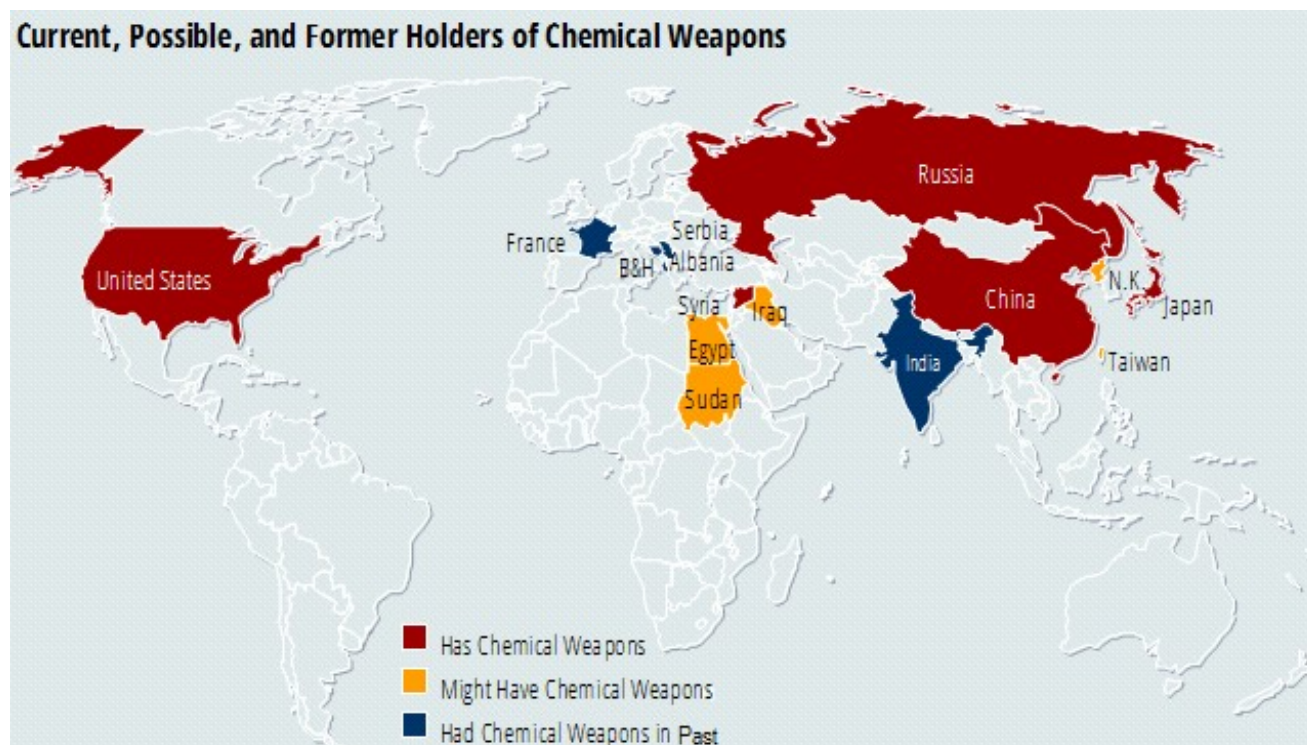 Current, Possible, and Former Holders of Chemical Weapons
Russia
Serbia
France
B&H
Albania
United States
N.K.
China
Syria
Iraq
Japan
Egypt
India
Taiwan
Sudan
Has Chemical Weapons
Might Have Chemical Weapons
Had Chemical Weapons in Past